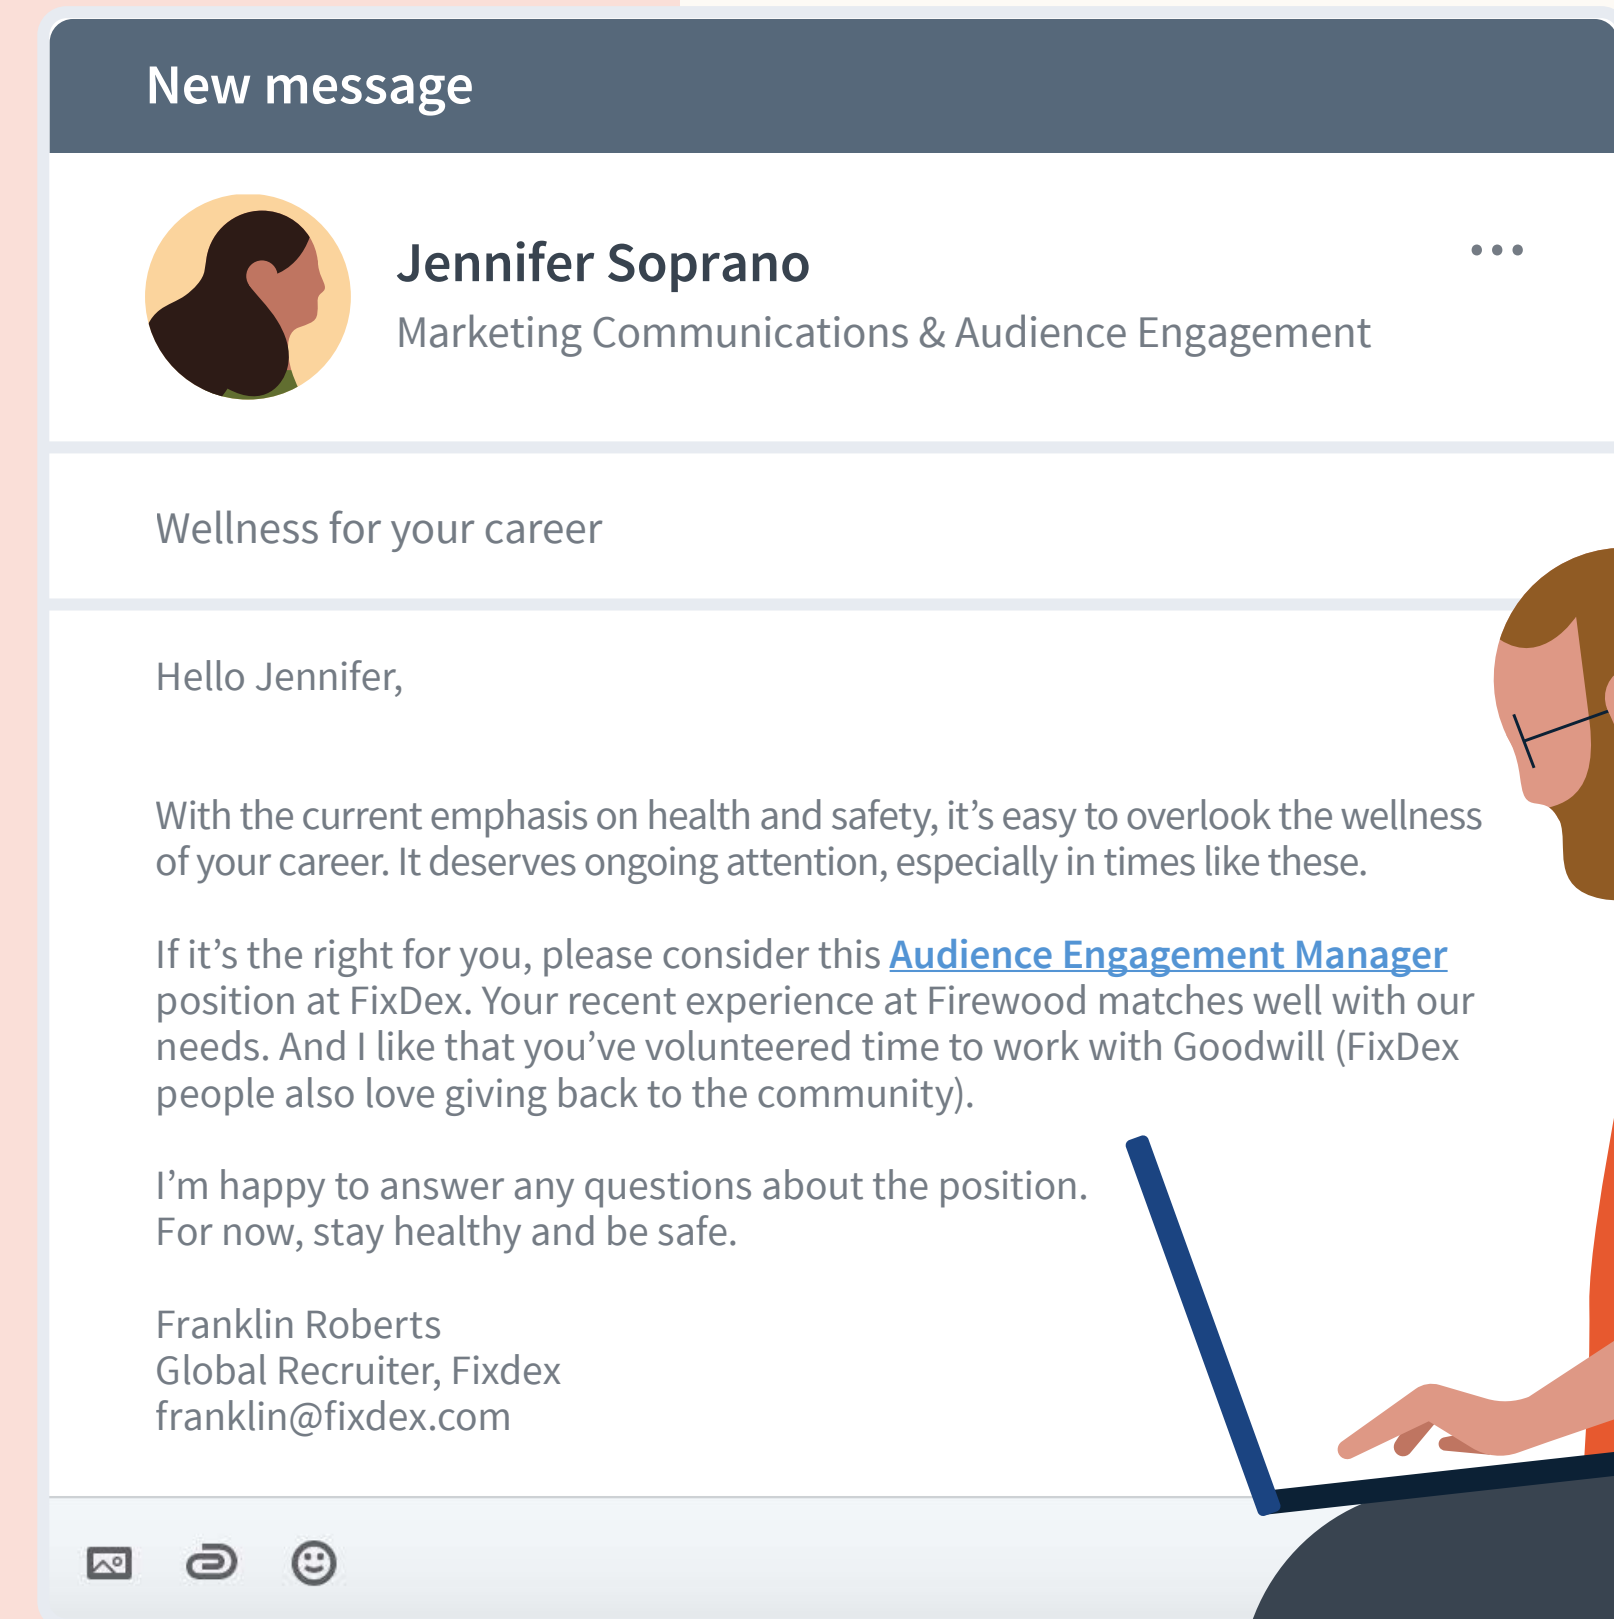 New message
Jennifer Soprano
Marketing Communications & Audience Engagement
Wellness for your career
Hello Jennifer,
With the current emphasis on health and safety, it’s easy to overlook the wellness
of your career. It deserves ongoing attention, especially in times like these.
If it’s the right for you, please consider this Audience Engagement Manager
position at FixDex. Your recent experience at Firewood matches well with our
needs. And I like that you’ve volunteered time to work with Goodwill (FixDex
people also love giving back to the community).
I’m happy to answer any questions about the position.
For now, stay healthy and be safe.
Franklin Roberts
Global Recruiter, Fixdex
franklin@fixdex.com